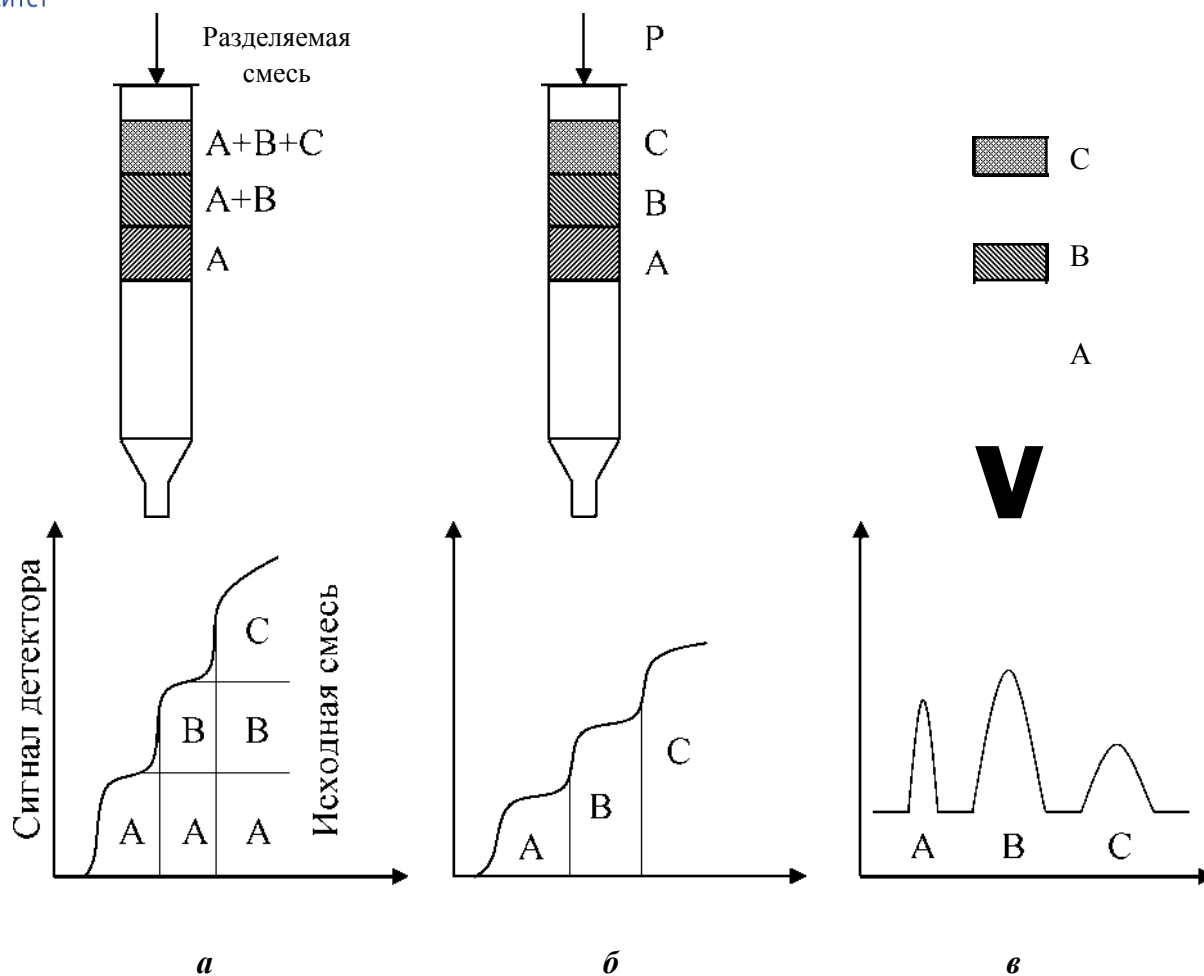 Разделяемая
смесь
A+B+C
A+B
A
P
C
B
A
C
B
A
Сигнал детектора
C
B B
A A A
Исходная смесь
C
B
A
A B C
а б в